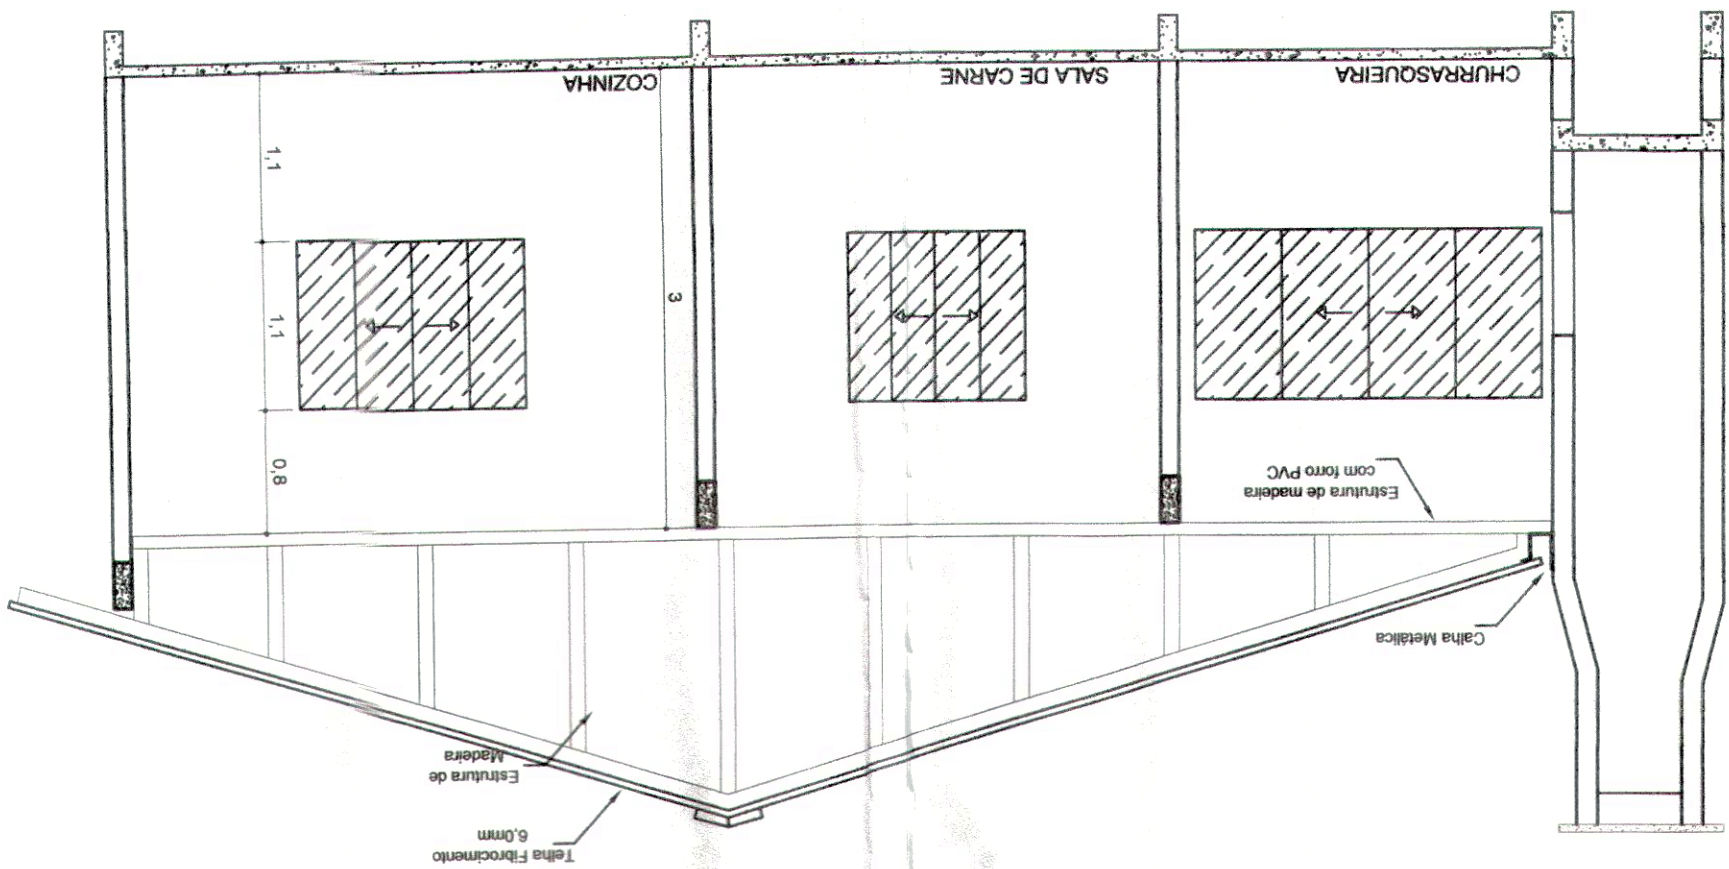 Telha Fibrocimento
6,0mm
Estrutura de
Madeira
Calha Metálica
Estrutura de madeira
com forro PVC
0,8
1,1
3
1,1
CHURRASQUEIRA
SALA DE CARNE
COZINHA